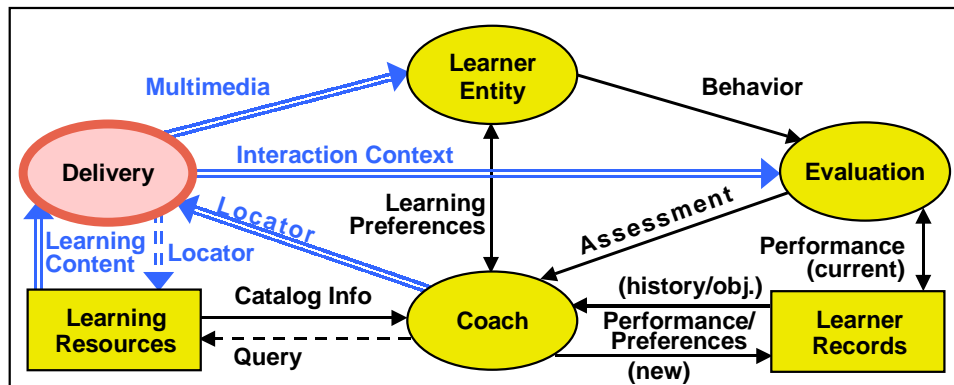 Learner
Entity
Multimedia
Behavior
Interaction Context
Delivery
Evaluation
Learning
Preferences
Locator
Assessment
Learning
Content
Locator
Performance
(current)
Catalog Info
(history/obj.)
Learning
Resources
Coach
Performance/
Preferences
Learner
Records
Query
(new)